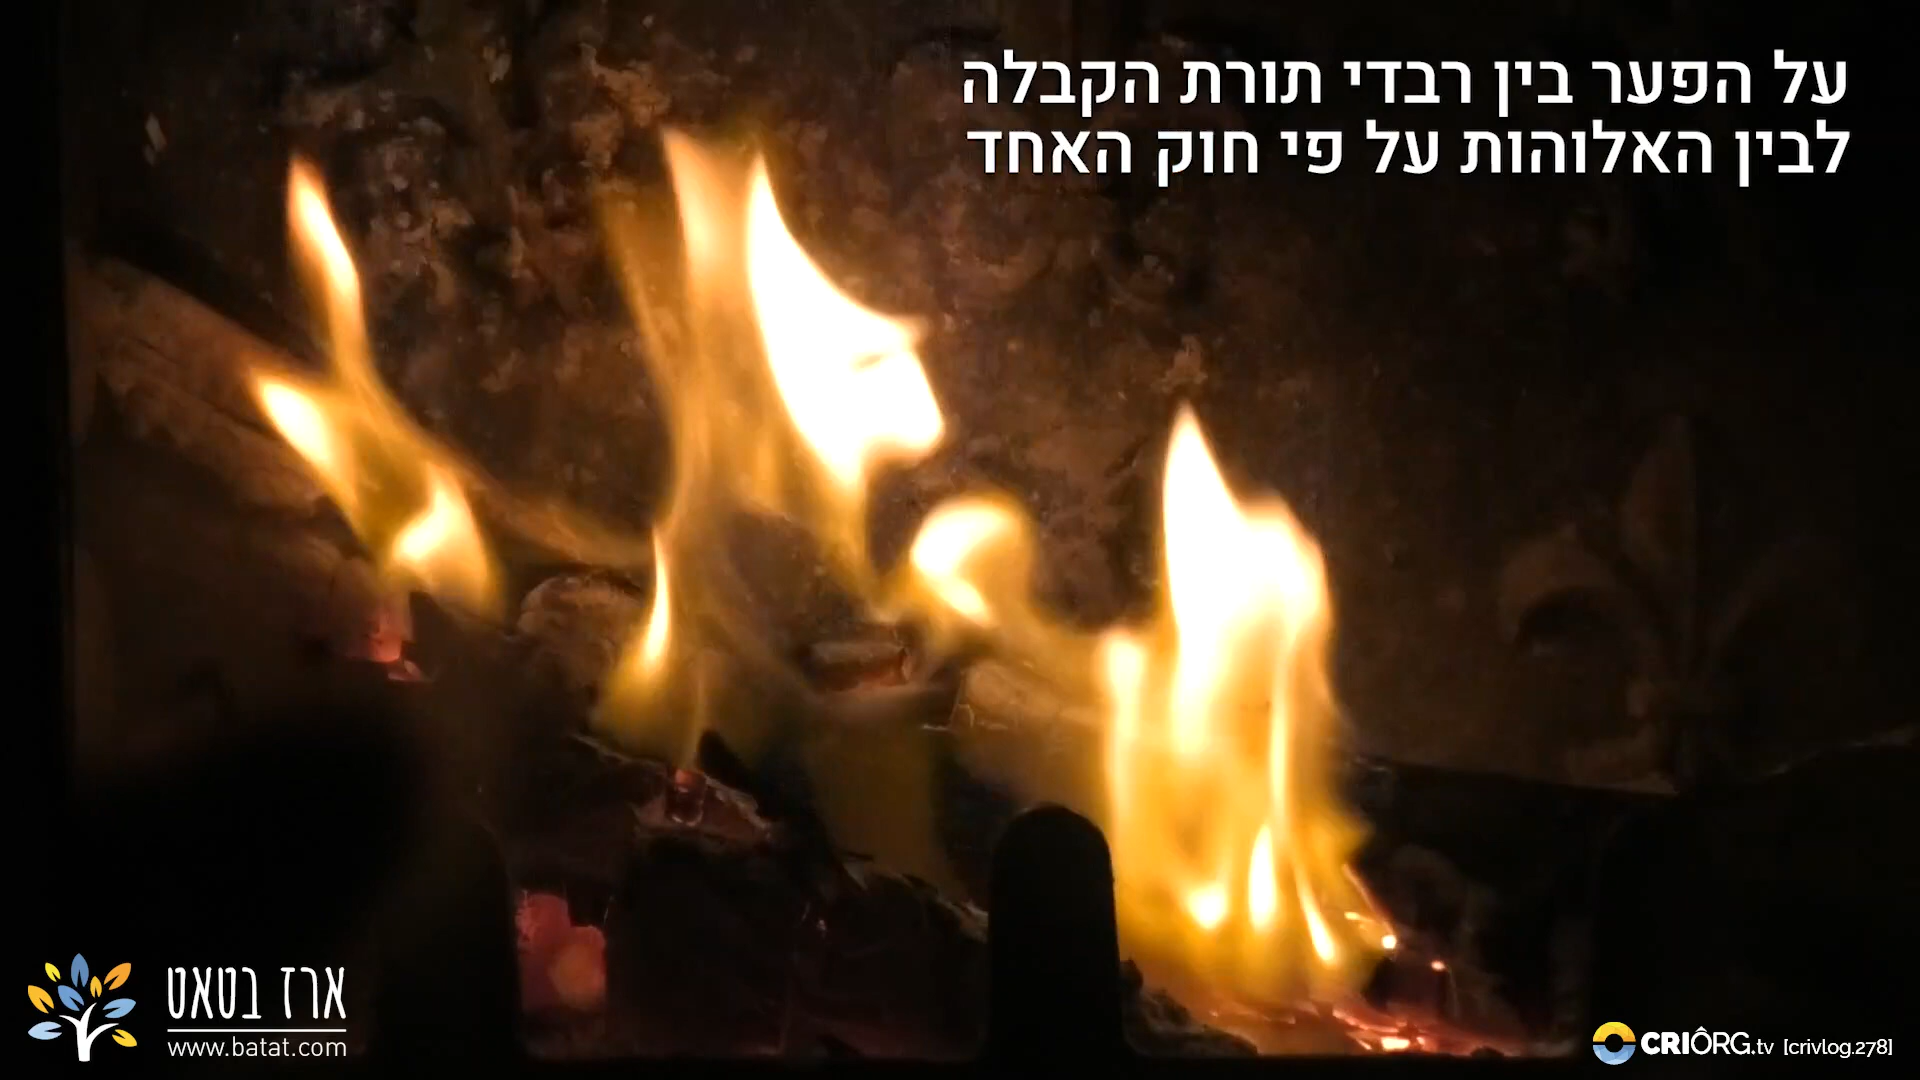 על הפער בין רבדי תורת הקבלה
לבין האלוהות על פי חוק האחד
ארז בטאט
www.batat.com
CRIÔRG.tv [crivlog.278]